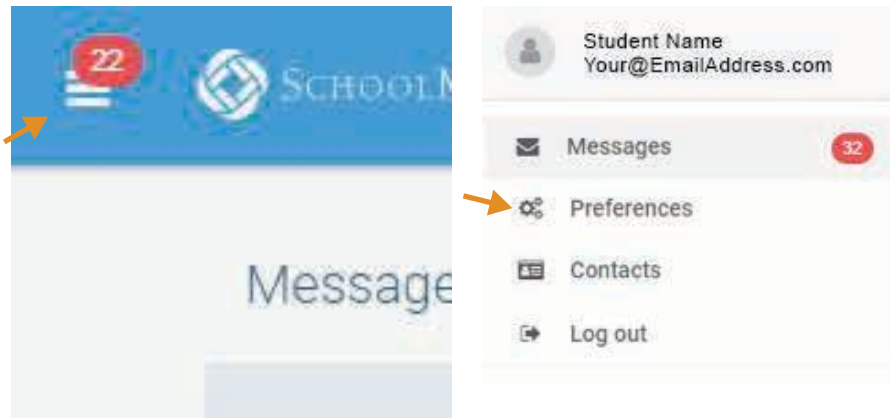 22
SCHOOLM
Message
Student Name
Your@EmailAddress.com
Messages 32
Preferences
Contacts
Log out